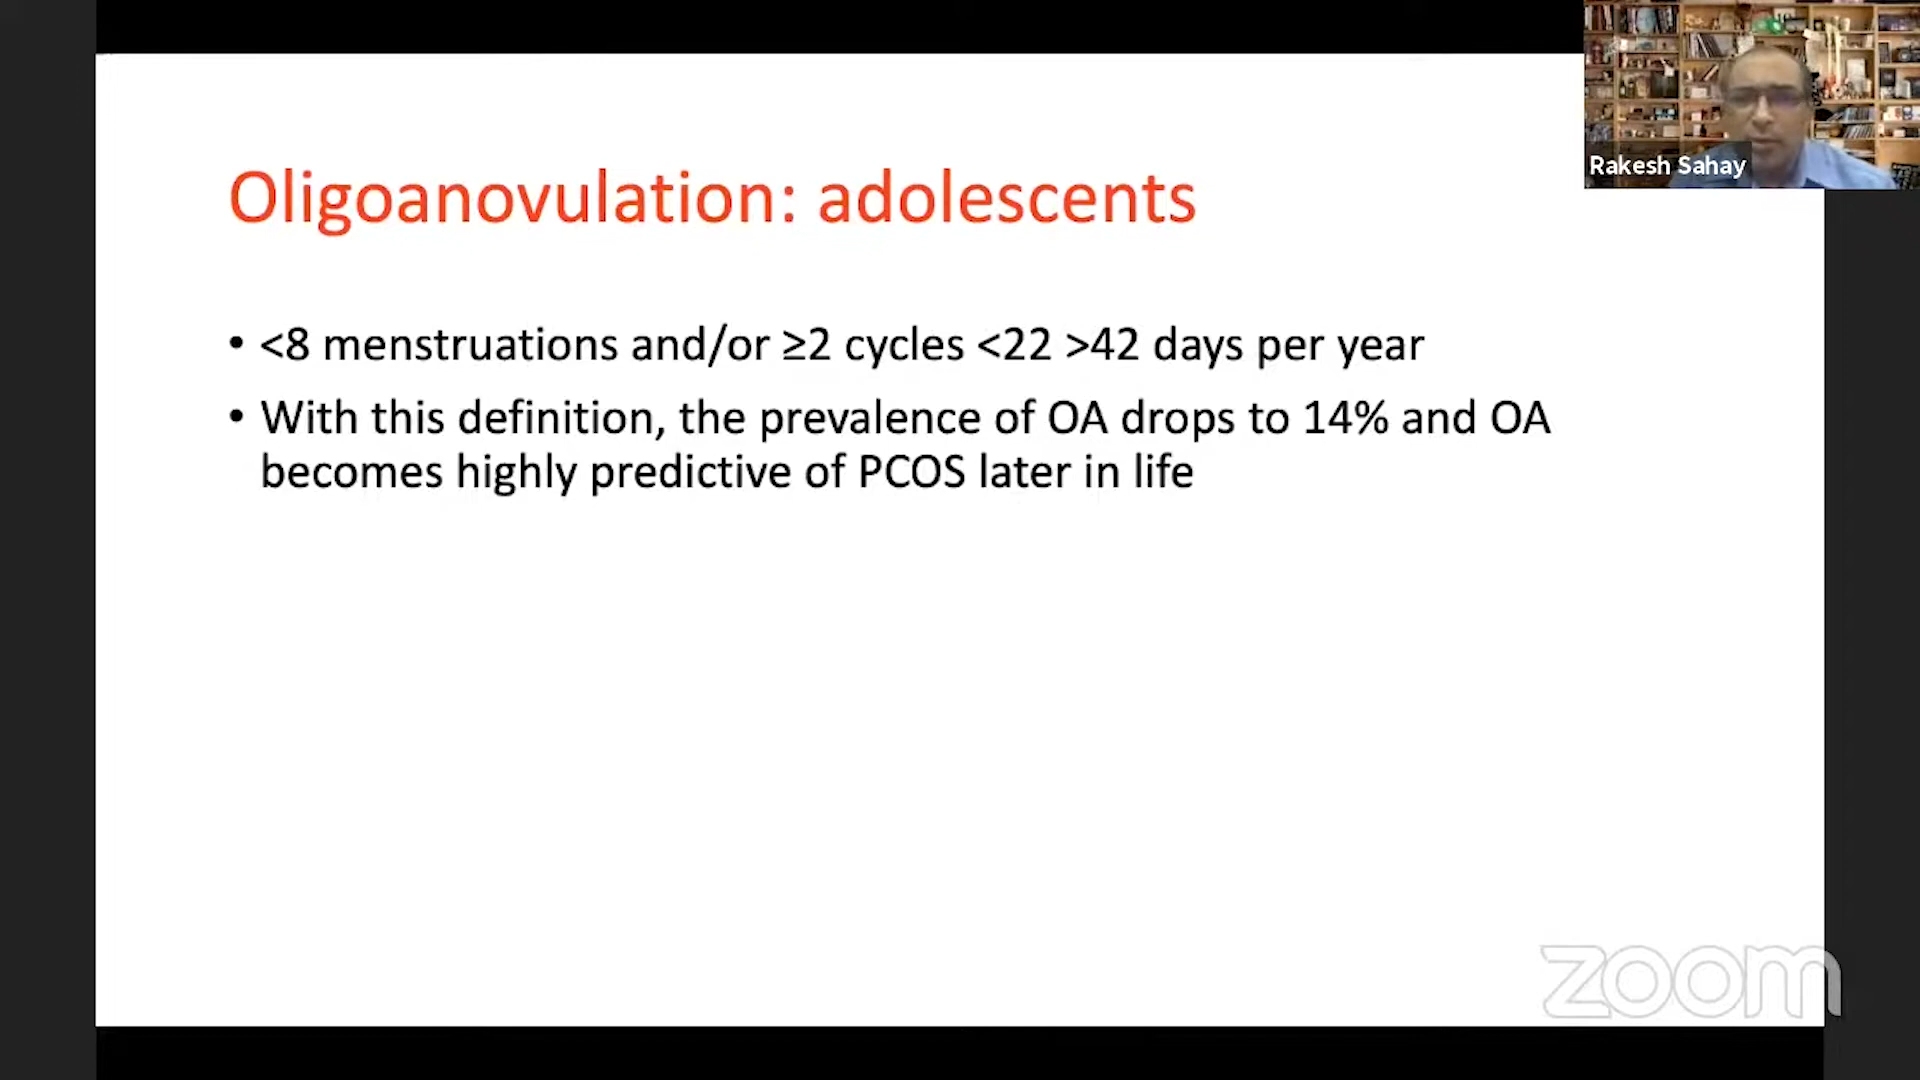 Rakesh Sahay
Oligoanovulation: adolescents
• <8 menstruations and/or ≥2 cycles <22 >42 days per year
• With this definition, the prevalence of OA drops to 14% and OA
becomes highly predictive of PCOS later in life
zoom